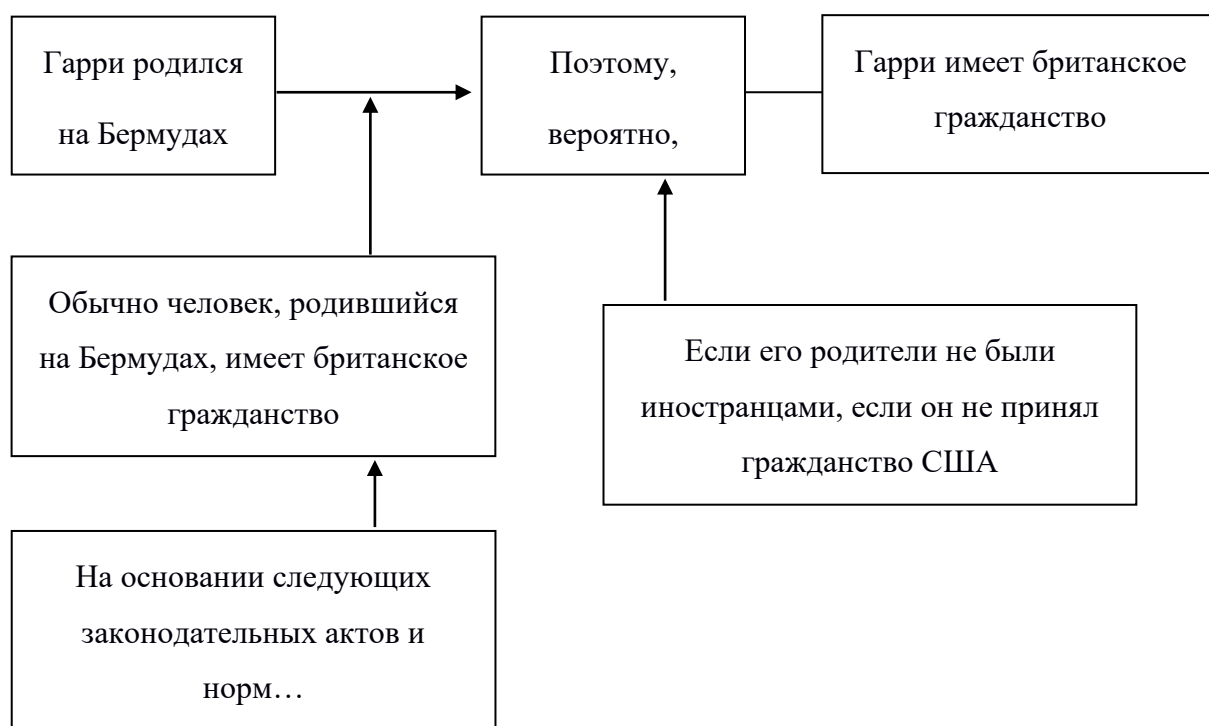 Гарри родился
на Бермудах
Поэтому,
вероятно,
Гарри имеет британское
гражданство
Обычно человек, родившийся
на Бермудах, имеет британское
гражданство
Если его родители не были
иностранцами, если он не принял
гражданство США
На основании следующих
законодательных актов и
норм…